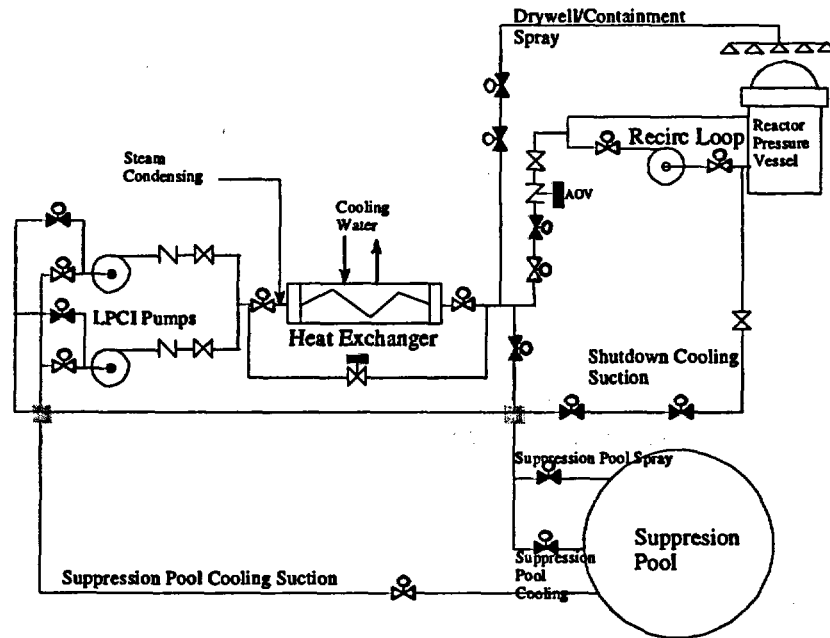 Drywell/Containment
Spray
Reactor
Pressure
Vessel
Recirc Loop
Steam
Condensing
AOV
Cooling
Water
LPCI Pumps
Heat Exchanger
Shutdown Cooling
Suction
Suppression Pool Spray
Suppresion
Pool
Suppression Pool Cooling Suction
Suppression
Pool
Cooling